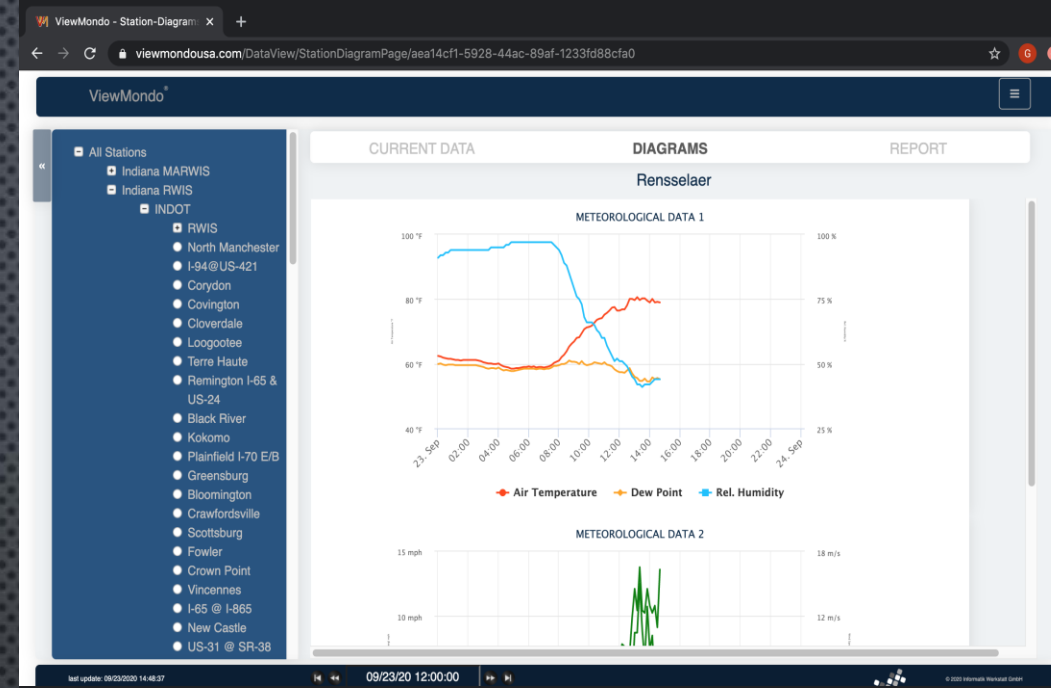 ViewMondo - Station-Diagram
viewmondousa.com/DataView/StationDiagramPage/aea14cf1-5928-44ac-89af-1233fd88cfa0
G
ViewMondo®
«
All Stations
Indiana MARWIS
Indiana RWIS
INDOT
RWIS
North Manchester
I-94@US-421
Corydon
Covington
Cloverdale
Loogootee
Terre Haute
Remington I-65 &
US-24
Black River
Kokomo
Plainfield I-70 E/B
Greensburg
Bloomington
Crawfordsville
Scottsburg
Fowler
Crown Point
Vincennes
I-65 @ I-865
New Castle
US-31 @ SR-38
CURRENT DATA DIAGRAMS REPORT
Rensselaer
METEOROLOGICAL DATA 1
100 °F 100 %
80 °F 75 %
60 °F 50 %
40 °F 25 %
23. Sep 02:00 04:00 06:00 08:00 10:00 12:00 14:00 16:00 18:00 20:00 22:00 24. Sep
Air Temperature Dew Point Rel. Humidity
METEOROLOGICAL DATA 2
15 mph 18 m/s
10 mph 12 m/s
last update: 09/23/2020 14:48:37 09/23/20 12:00:00 © 2020 Informatik Werkstatt GmbH